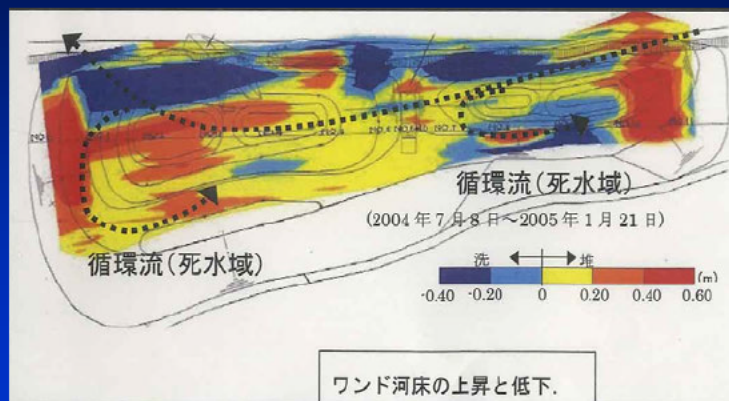 循環流(死水域)
(2004年7月8日～2005年1月21日)
循環流(死水域)
洗 堆
(m)
-0.40 -0.20 0 0.20 0.40 0.60
ワンド河床の上昇と低下.